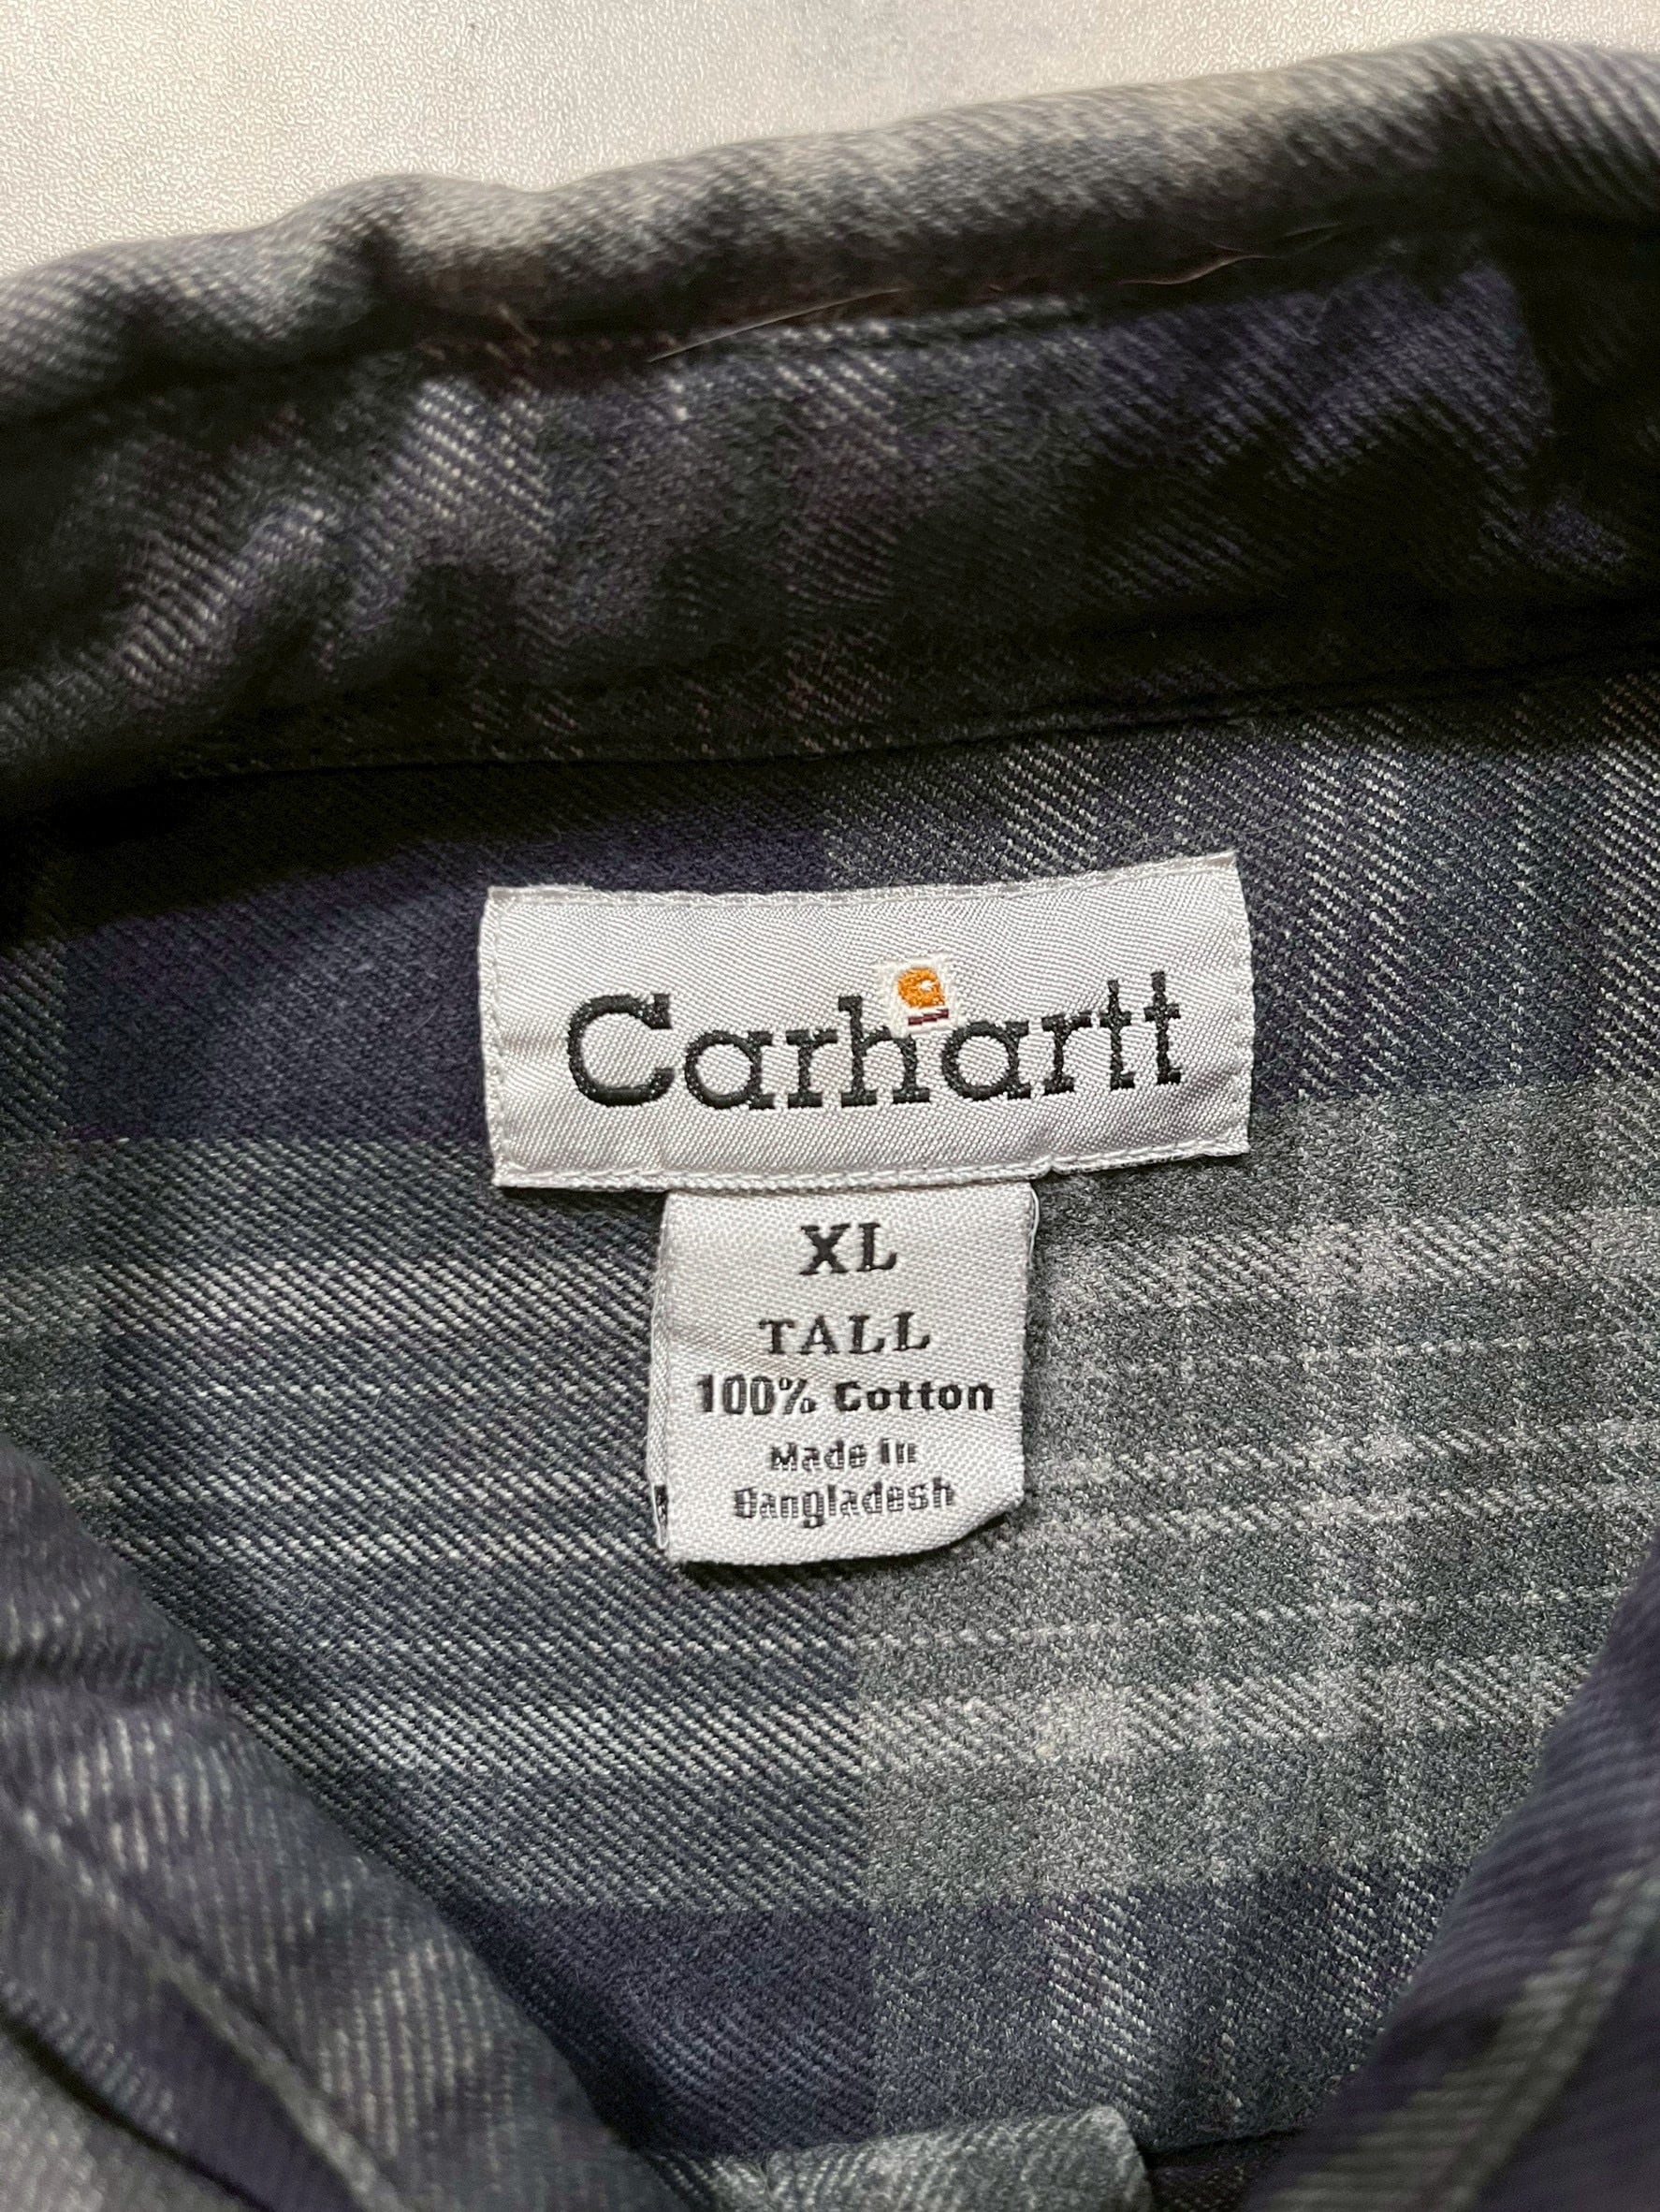 Carhartt
XL
TALL
100% Cotton
Made in
Bangladesh